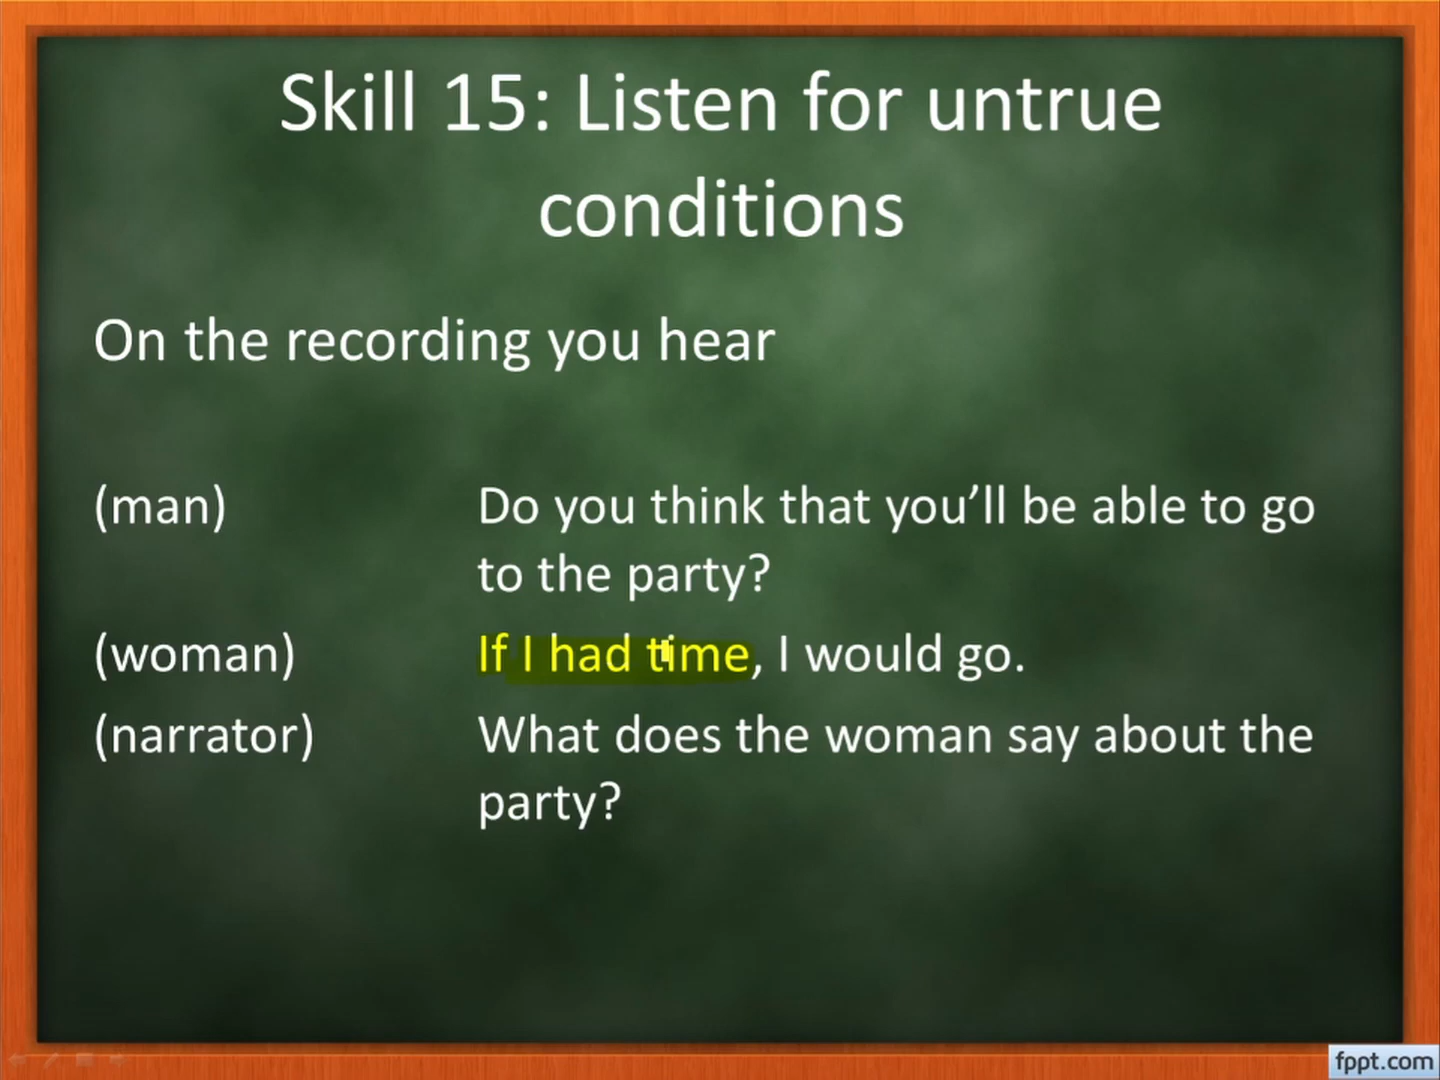 Skill 15: Listen for untrue
conditions
On the recording you hear
(man) Do you think that you’ll be able to go
to the party?
(woman) If I had time, I would go.
(narrator) What does the woman say about the
party?
fppt.com